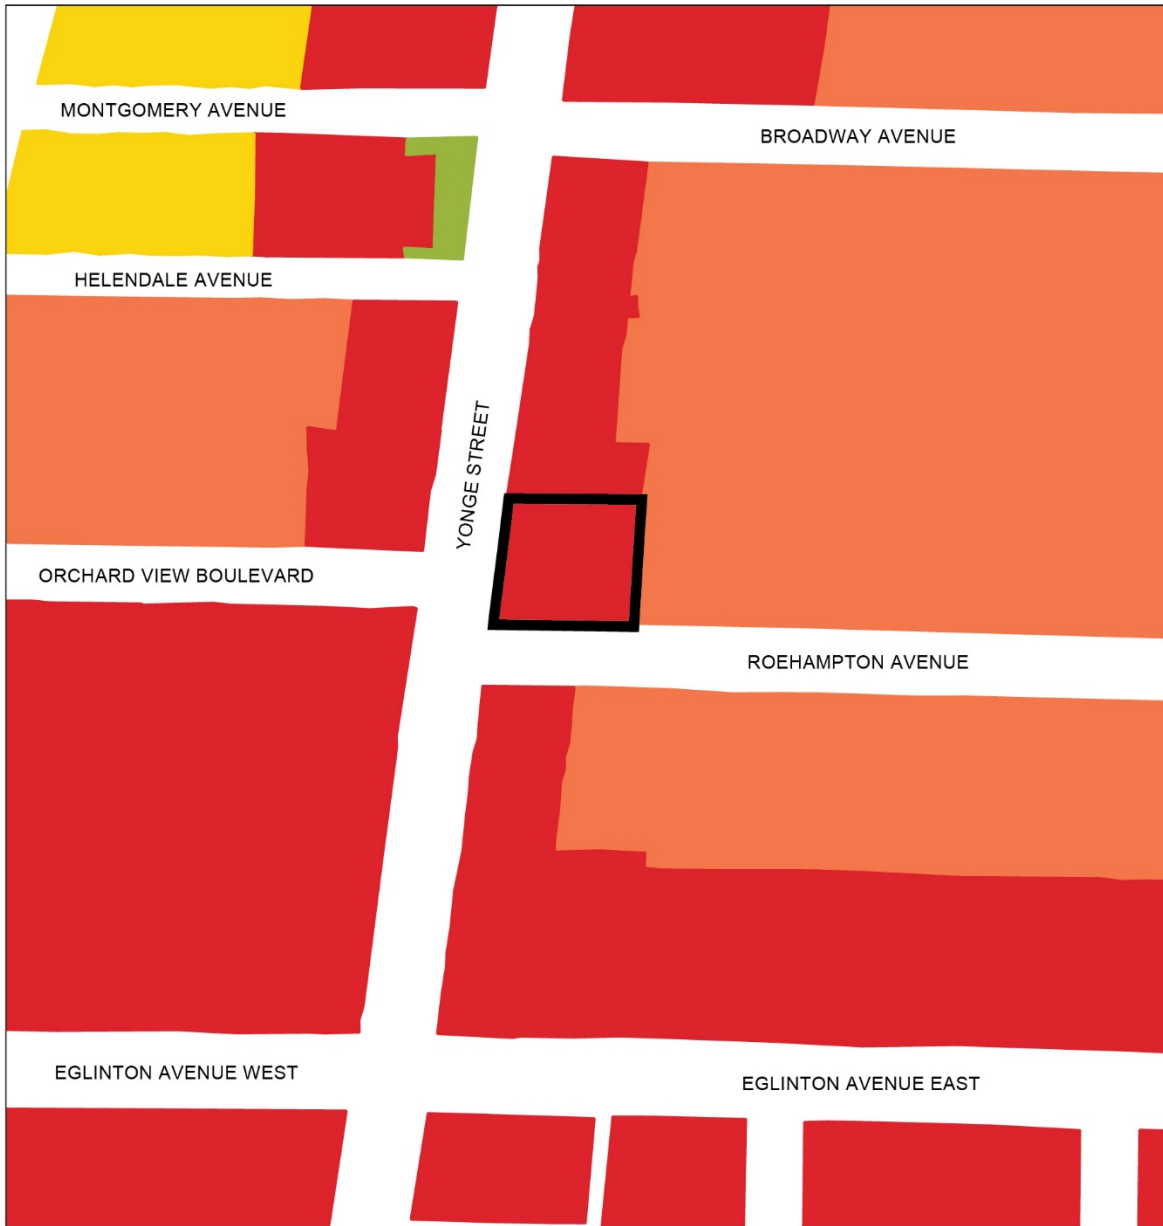 MONTGOMERY AVENUE
BROADWAY AVENUE
HELENDALE AVENUE
YONGE STREET
ORCHARD VIEW BOULEVARD
ROEHAMPTON AVENUE
EGLINTON AVENUE WEST
EGLINTON AVENUE EAST